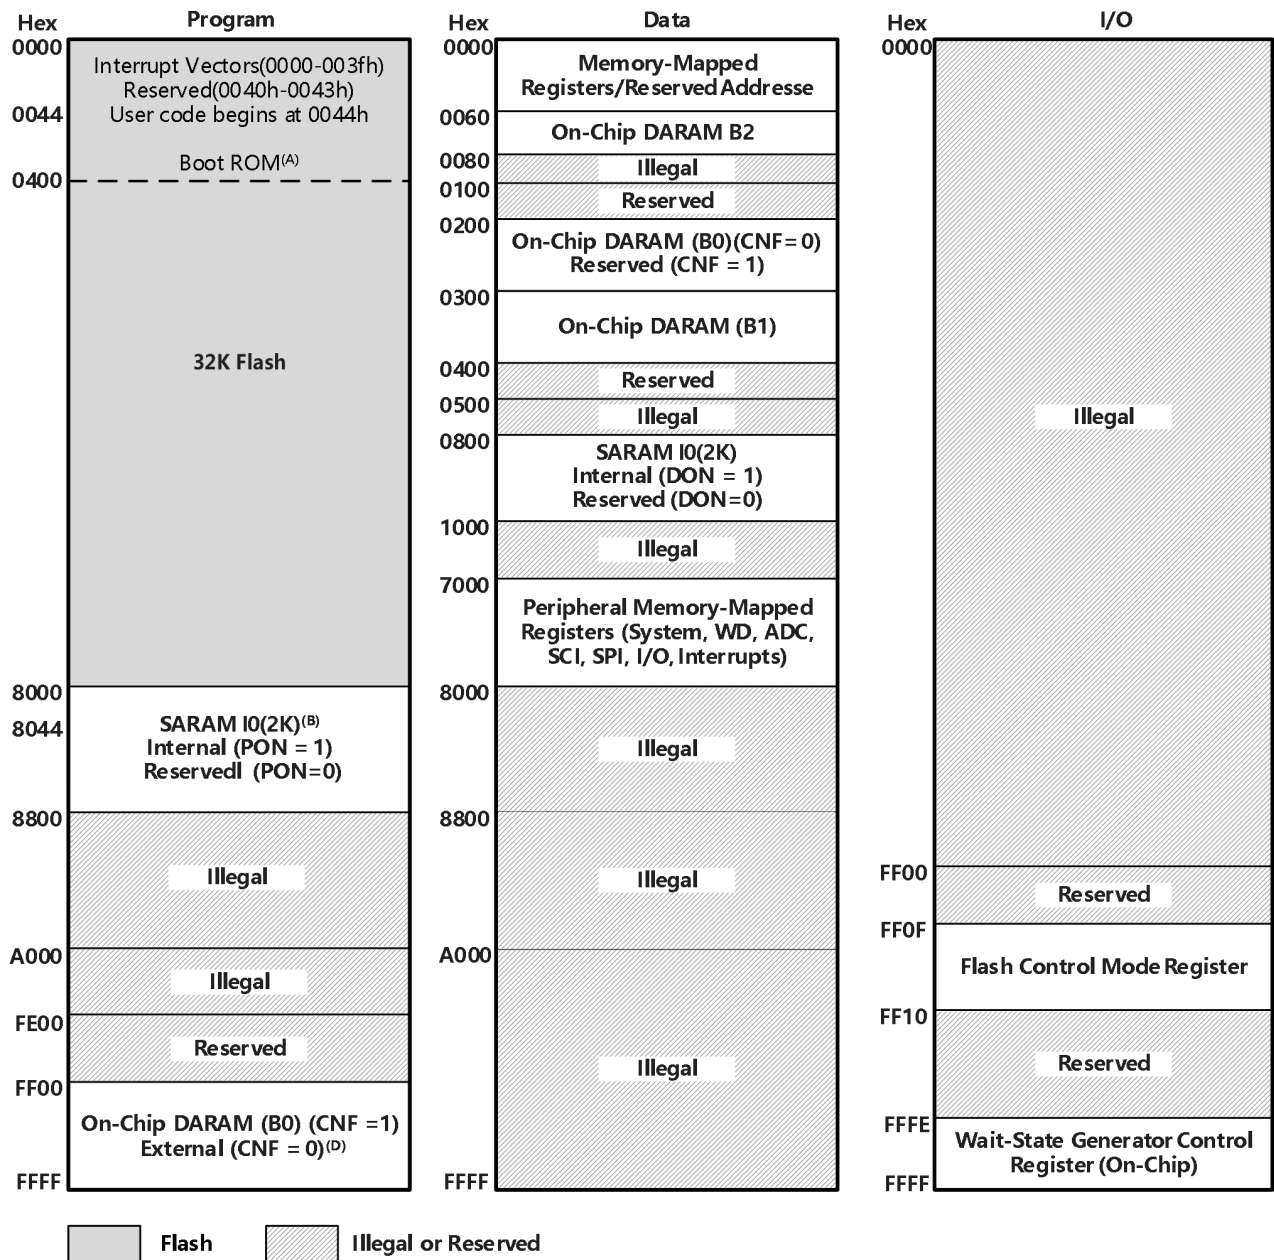 Hex
Program
0000
Interrupt Vectors(0000-003fh)
Reserved(0040h-0043h)
0044
User code begins at 0044h
Boot ROM(A)
0400
32K Flash
8000
8044
SARAM I0(2K)(B)
Internal (PON = 1)
Reservedl (PON=0)
8800
Illegal
A000
Illegal
FE00
Reserved
FF00
On-Chip DARAM (B0) (CNF =1)
External (CNF = 0)(D)
FFFF
Hex
Data
0000
Memory-Mapped
Registers/Reserved Addresse
0060
On-Chip DARAM B2
0080
Illegal
0100
Reserved
0200
On-Chip DARAM (B0)(CNF= 0)
Reserved (CNF = 1)
0300
On-Chip DARAM (B1)
0400
Reserved
0500
Illegal
0800
SARAM I0(2K)
Internal (DON = 1)
Reserved (DON=0)
1000
Illegal
7000
Peripheral Memory-Mapped
Registers (System, WD, ADC,
SCI, SPI, I/O, Interrupts)
8000
Illegal
8800
Illegal
A000
Illegal
FFFF
Hex
I/O
0000
Illegal
FF00
Reserved
FF0F
Flash Control Mode Register
FF10
Reserved
FFFE
Wait-State Generator Control
Register (On-Chip)
FFFF
Flash
Illegal or Reserved